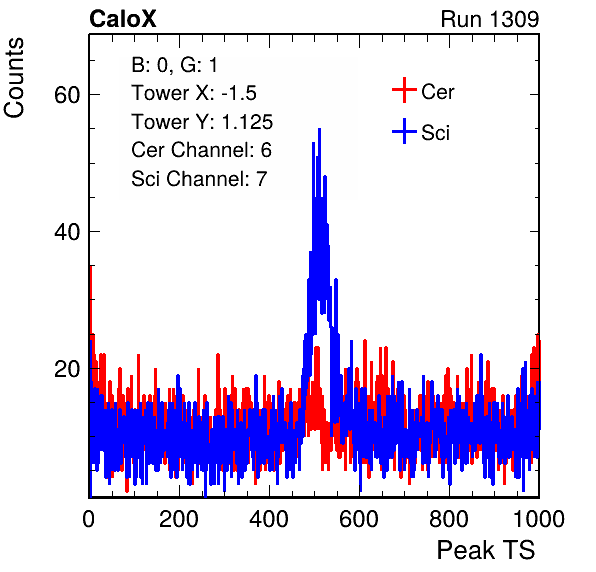 CaloX Run 1309
Counts
B: 0, G: 1
Tower X: -1.5
Tower Y: 1.125
Cer Channel: 6
Sci Channel: 7
Cer
Sci
60
40
20
0 200 400 600 800 1000
Peak TS